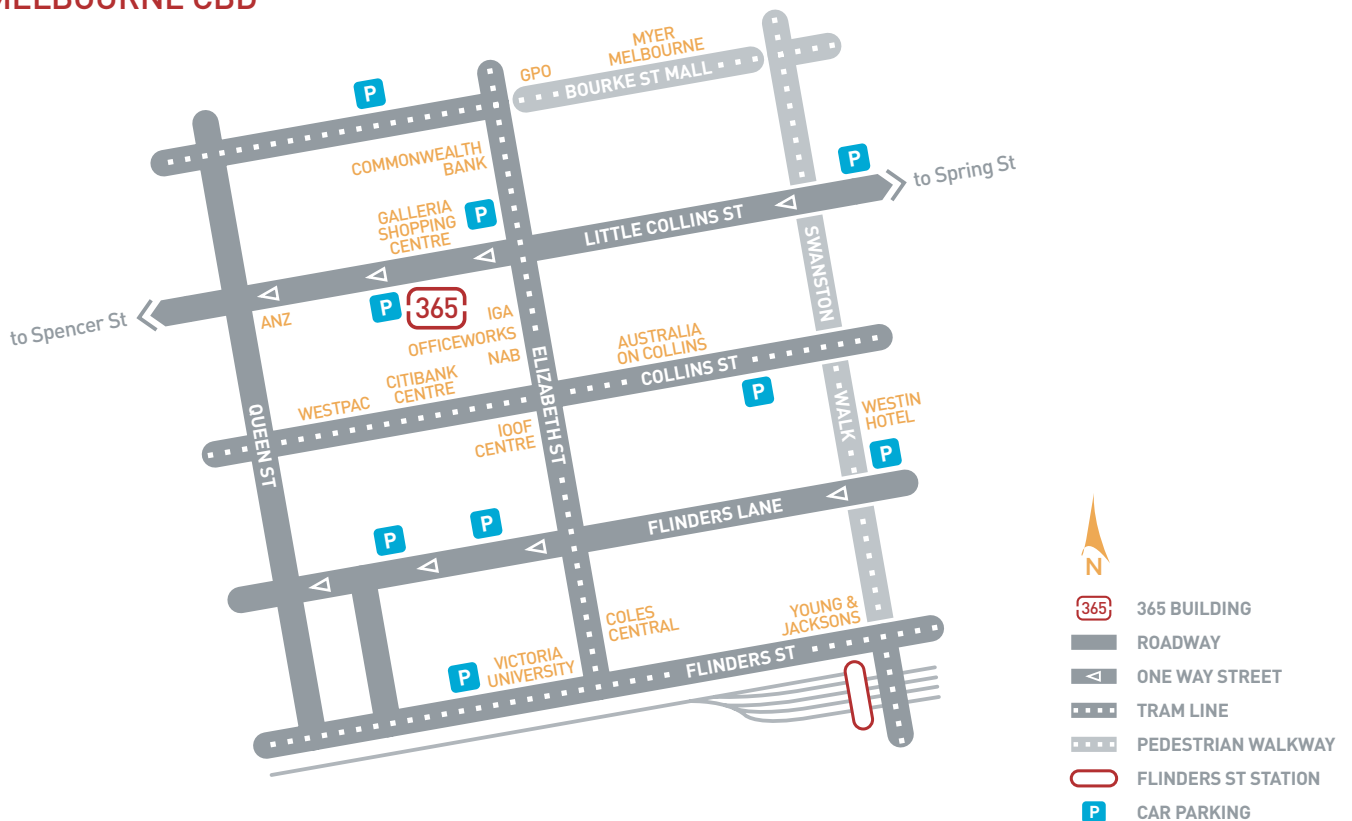 MELBOURNE CBD
MYER
MELBOURNE
GPO
BOURKE ST MALL
P
COMMONWEALTH
BANK
P
to Spring St
GALLERIA
SHOPPING
CENTRE
P
LITTLE COLLINS ST
SWANSTON
to Spencer St
ANZ
P
365
IGA
OFFICEWORKS
NAB
ELIZABETH ST
AUSTRALIA
ON COLLINS
COLLINS ST
CITIBANK
CENTRE
WESTPAC
P
WALK
WESTIN
HOTEL
P
QUEEN ST
IOOF
CENTRE
P
P
FLINDERS LANE
COLES
CENTRAL
YOUNG &
JACKSONS
VICTORIA
UNIVERSITY
P
FLINDERS ST
N
365 365 BUILDING
ROADWAY
ONE WAY STREET
TRAM LINE
PEDESTRIAN WALKWAY
FLINDERS ST STATION
P CAR PARKING